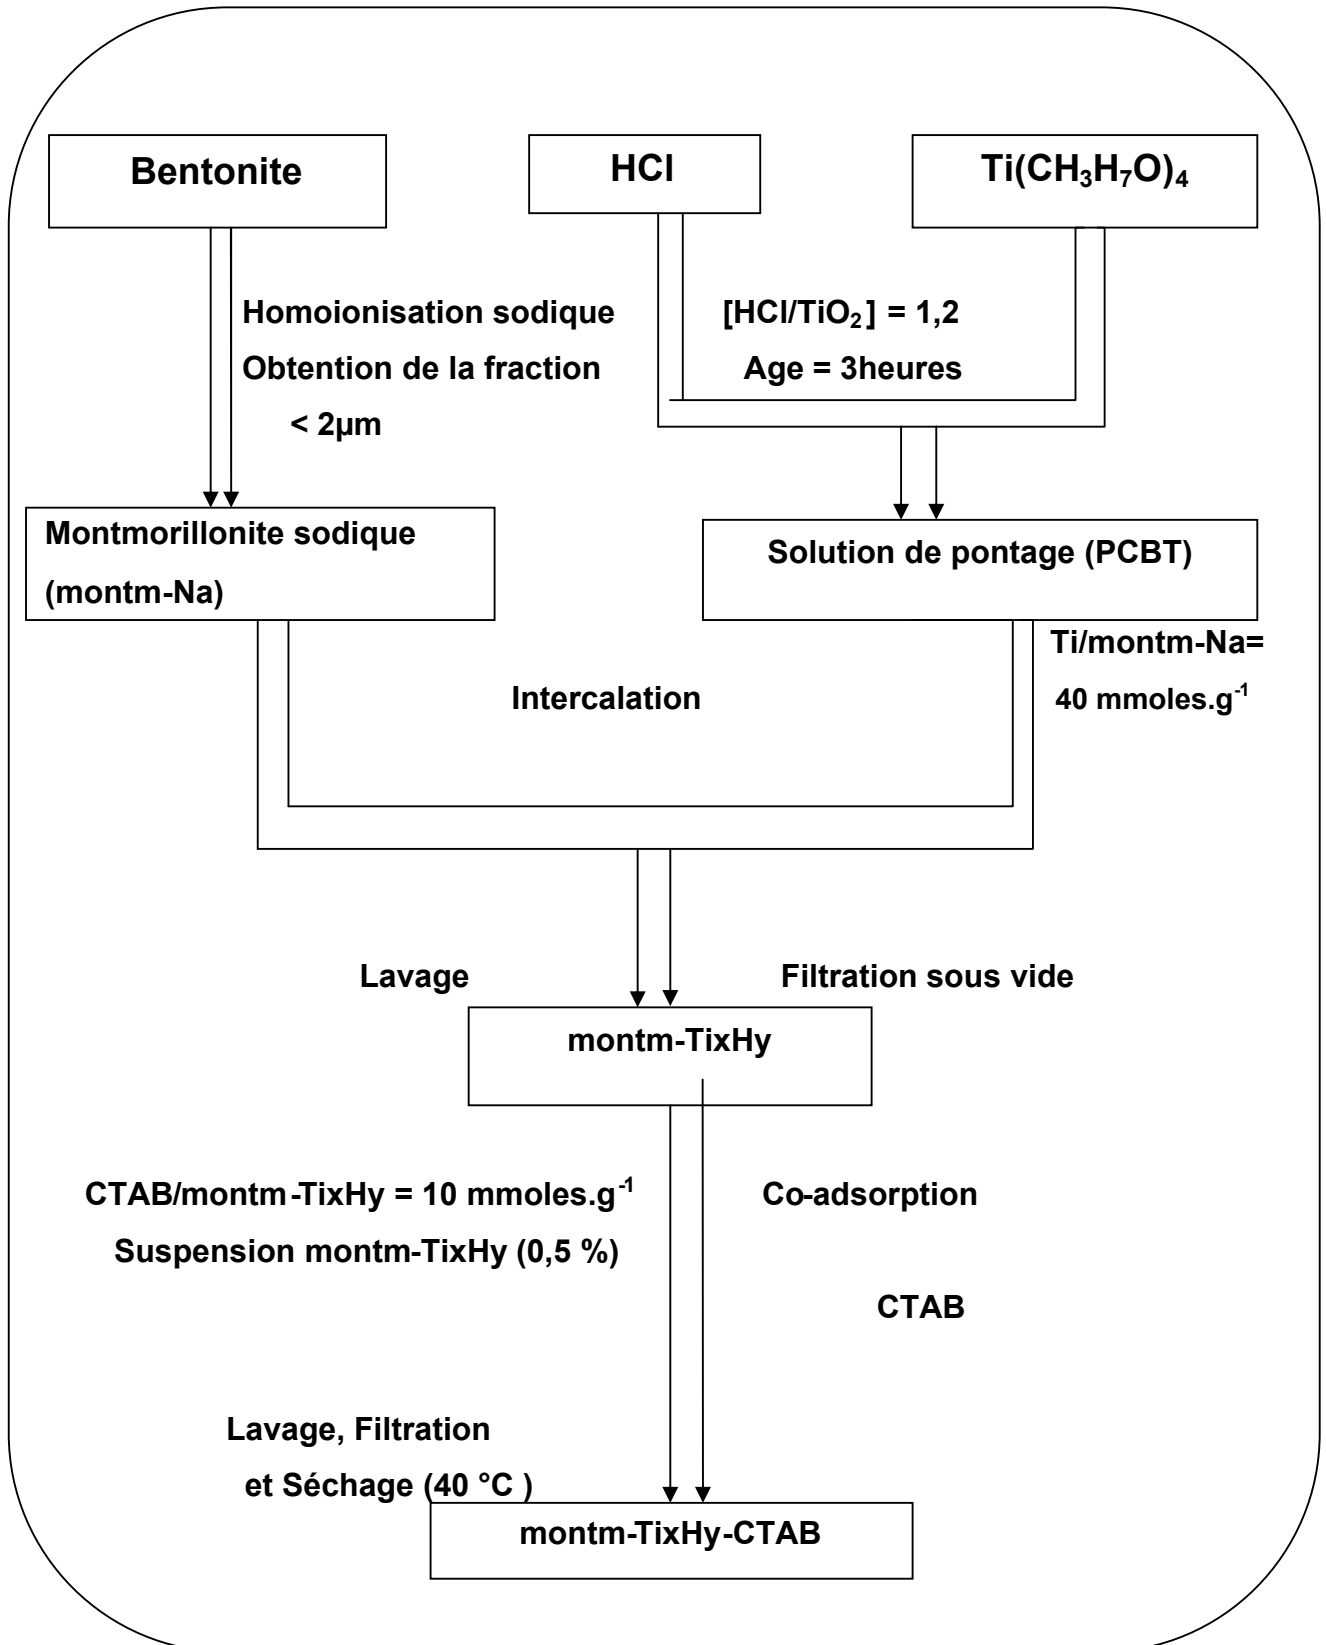 Bentonite
HCl
Ti(CH₃H₇O)₄
Homoionisation sodique
Obtention de la fraction
< 2µm
[HCl/TiO₂] = 1,2
Age = 3heures
Montmorillonite sodique
(montm-Na)
Solution de pontage (PCBT)
Ti/montm-Na=
40 mmoles.g⁻¹
Intercalation
Lavage
Filtration sous vide
montm-TixHy
CTAB/montm-TixHy = 10 mmoles.g⁻¹
Suspension montm-TixHy (0,5 %)
Co-adsorption
CTAB
Lavage, Filtration
et Séchage (40 °C )
montm-TixHy-CTAB